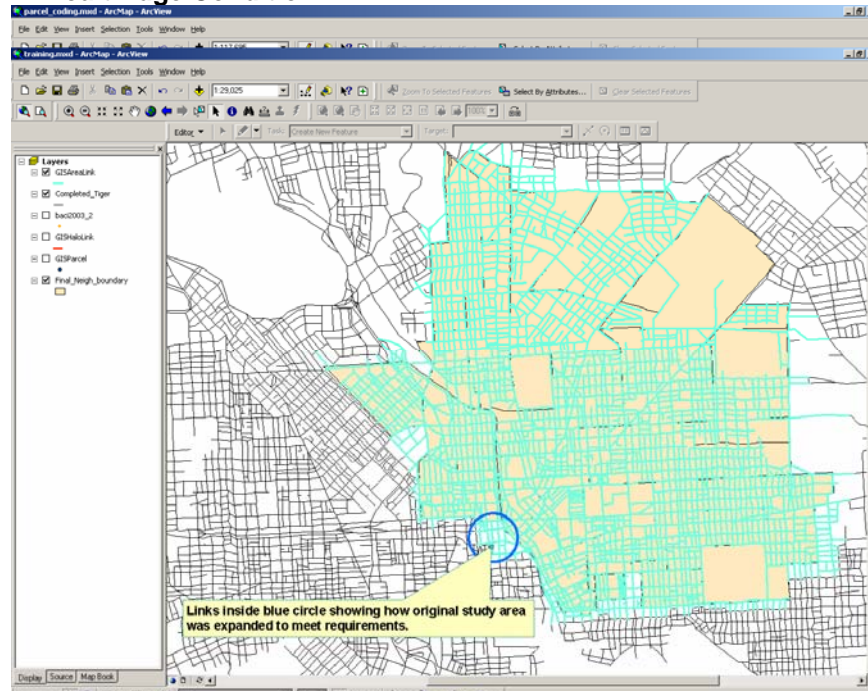 parcel_coding.mxd - ArcMap - ArcView
File Edit View Insert Selection Tools Window Help
training.mxd - ArcMap - ArcView
File Edit View Insert Selection Tools Window Help
1:29,025 Zoom To Selected Features Select By Attributes... Clear Selected Features
100%
Editor Task: Create New Feature Target:
Layers
GISAreaLink
Completed_Tiger
baci2003_2
GISHaloLink
GISParcel
Final_Neigh_boundary
Links inside blue circle showing how original study area
was expanded to meet requirements.
Display Source Map Book